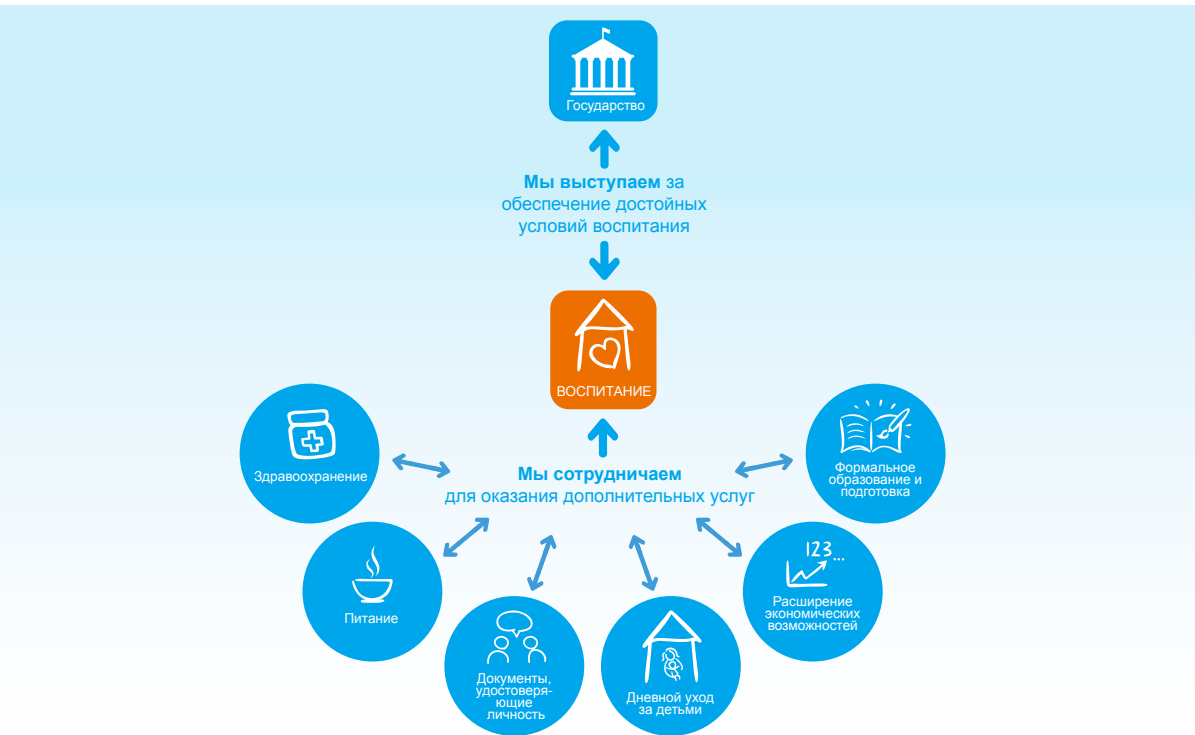 Государство
Мы выступаем за
обеспечение достойных
условий воспитания
ВОСПИТАНИЕ
Мы сотрудничаем
для оказания дополнительных услуг
Здравоохранение
Питание
Документы,
удостоверя-
ющие
личность
Дневной уход
за детьми
123...
Расширение
экономических
возможностей
Формальное
образование и
подготовка